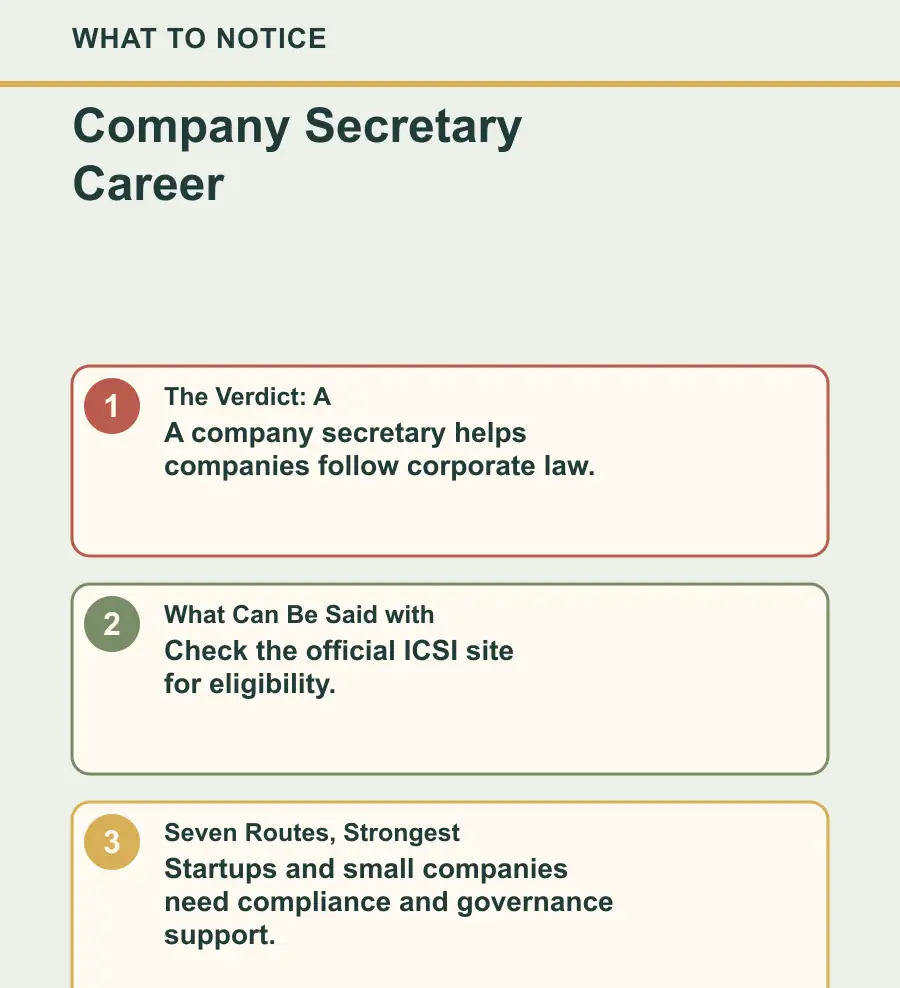 WHAT TO NOTICE
Company Secretary
Career
1
The Verdict: A
A company secretary helps
companies follow corporate law.
2
What Can Be Said with
Check the official ICSI site
for eligibility.
3
Seven Routes, Strongest
Startups and small companies
need compliance and governance
support.